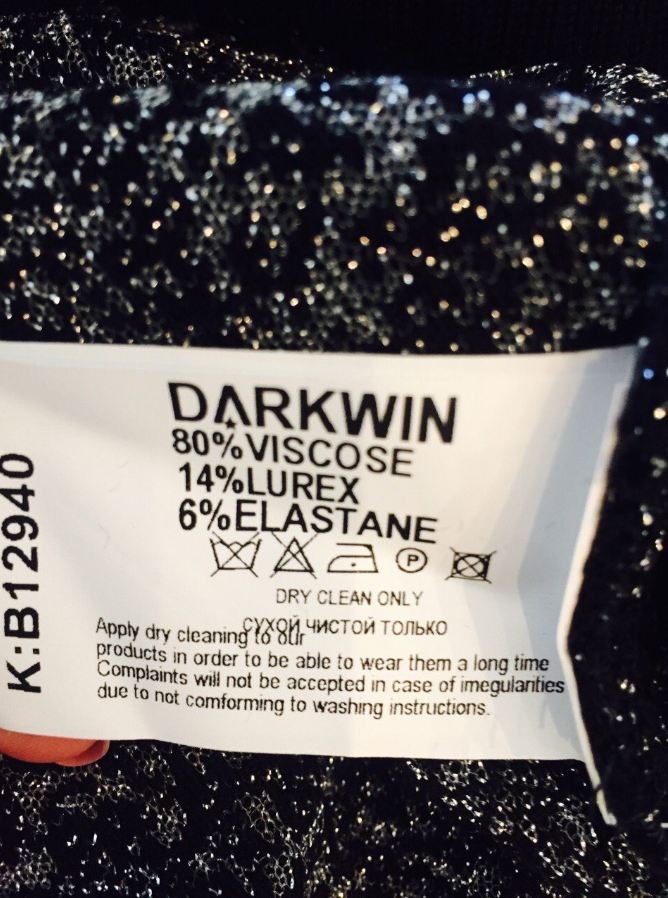 DARKWIN
80%VISCOSE
14%LUREX
6%ELASTANE
P
DRY CLEAN ONLY
СУХОЙ ЧИСТОЙ ТОЛЬКО
Apply dry cleaning to our
products in order to be able to wear them a long time
Complaints will not be accepted in case of imegularities
due to not comforming to washing instructions.
K:B12940